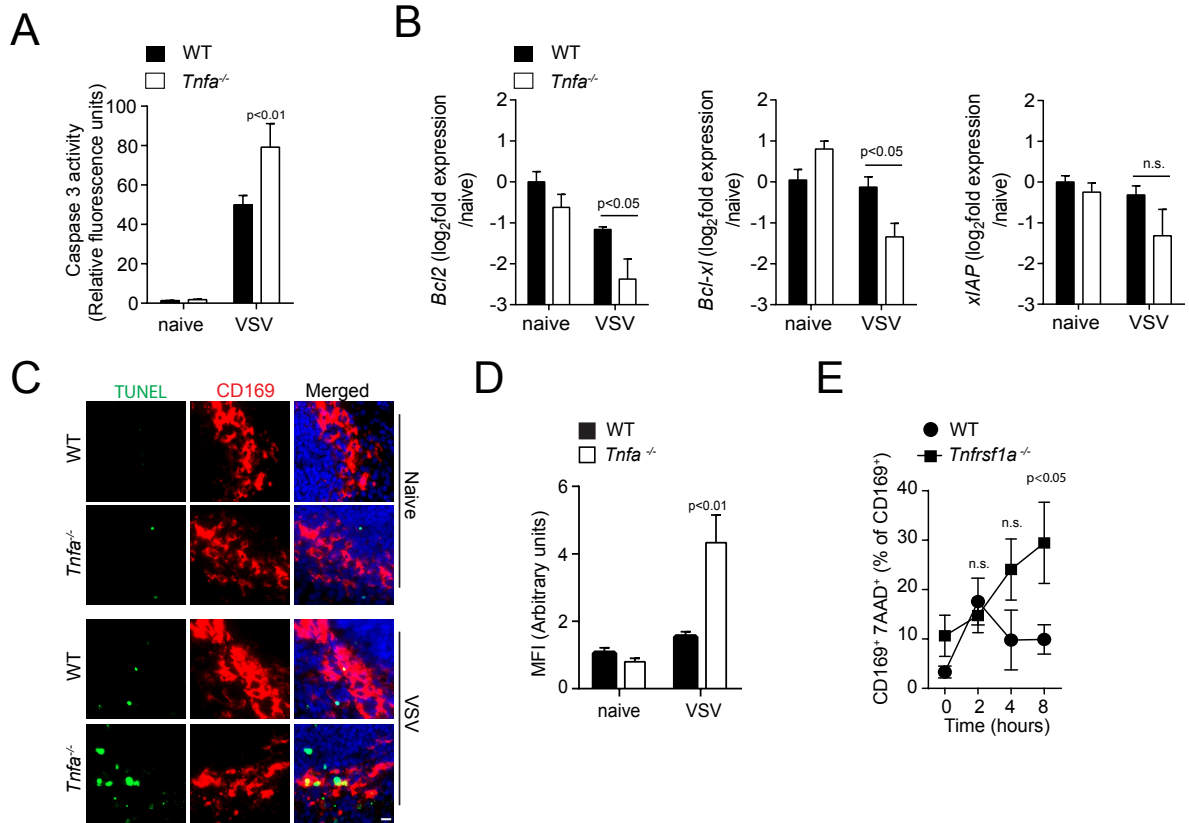 A
WT
Tnfa-/-
Caspase 3 activity
(Relative fluorescence units)
100
80
60
40
20
0
p<0.01
naive
VSV
B
WT
Tnfa-/-
Bcl2 (log2fold expression
/naive)
2
1
0
-1
-2
-3
p<0.05
naive
VSV
Bcl-xl (log2fold expression
/naive)
2
1
0
-1
-2
-3
p<0.05
naive
VSV
xIAP (log2fold expression
/naive)
2
1
0
-1
-2
-3
n.s.
naive
VSV
C
TUNEL
CD169
Merged
WT
Tnfa-/-
Naive
WT
Tnfa-/-
VSV
D
WT
Tnfa -/-
MFI (Arbitrary units)
6
4
2
0
p<0.01
naive
VSV
E
WT
Tnfrsf1a -/-
CD169+ 7AAD+ (% of CD169+)
40
30
20
10
0
n.s.
n.s.
p<0.05
0
2
4
8
Time (hours)